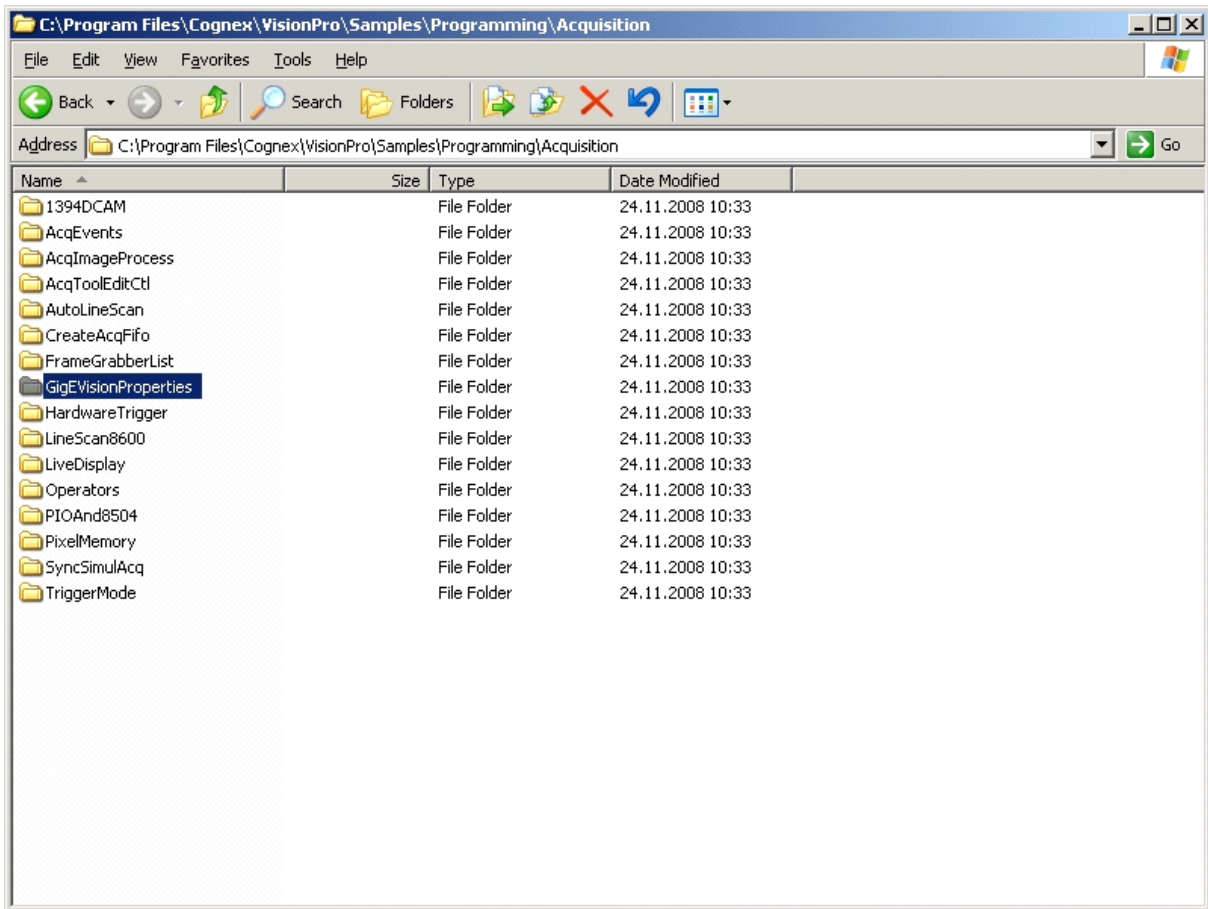 C:\Program Files\Cognex\VisionPro\Samples\Programming\Acquisition
File Edit View Favorites Tools Help
Back Search Folders
Address C:\Program Files\Cognex\VisionPro\Samples\Programming\Acquisition Go
Name Size Type Date Modified
1394DCAM File Folder 24.11.2008 10:33
AcqEvents File Folder 24.11.2008 10:33
AcqImageProcess File Folder 24.11.2008 10:33
AcqToolEditCtl File Folder 24.11.2008 10:33
AutoLineScan File Folder 24.11.2008 10:33
CreateAcqFifo File Folder 24.11.2008 10:33
FrameGrabberList File Folder 24.11.2008 10:33
GigEVisionProperties File Folder 24.11.2008 10:33
HardwareTrigger File Folder 24.11.2008 10:33
LineScan8600 File Folder 24.11.2008 10:33
LiveDisplay File Folder 24.11.2008 10:33
Operators File Folder 24.11.2008 10:33
PIOAnd8504 File Folder 24.11.2008 10:33
PixelMemory File Folder 24.11.2008 10:33
SyncSimulAcq File Folder 24.11.2008 10:33
TriggerMode File Folder 24.11.2008 10:33